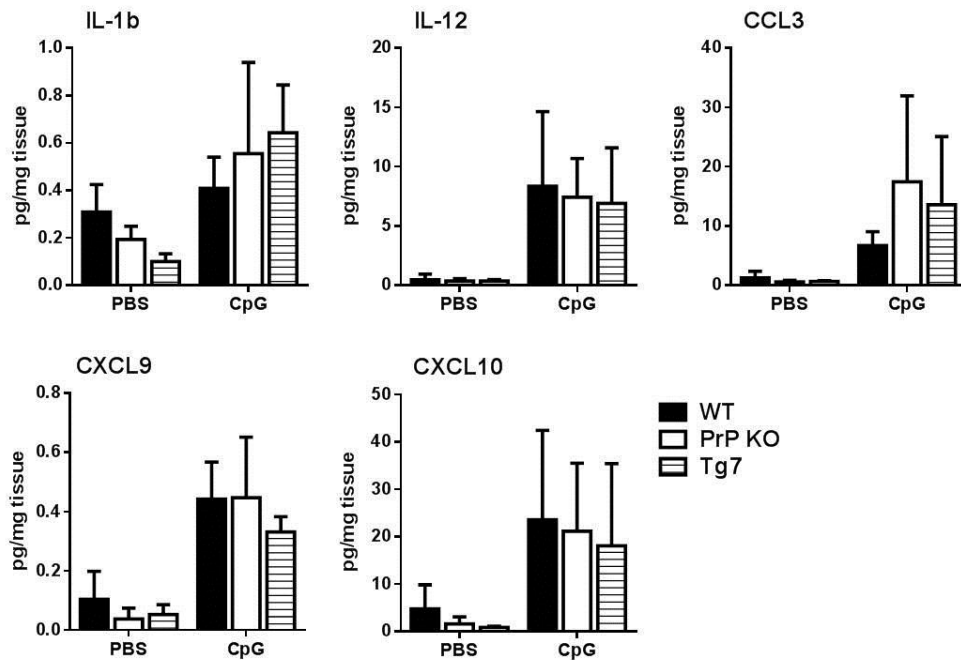 IL-1b
1.0
0.8
0.6
0.4
0.2
0.0
pg/mg tissue
PBS
CpG
IL-12
20
15
10
5
0
pg/mg tissue
PBS
CpG
CCL3
40
30
20
10
0
pg/mg tissue
PBS
CpG
CXCL9
0.8
0.6
0.4
0.2
0.0
pg/mg tissue
PBS
CpG
CXCL10
50
40
30
20
10
0
pg/mg tissue
PBS
CpG
WT
PrP KO
Tg7